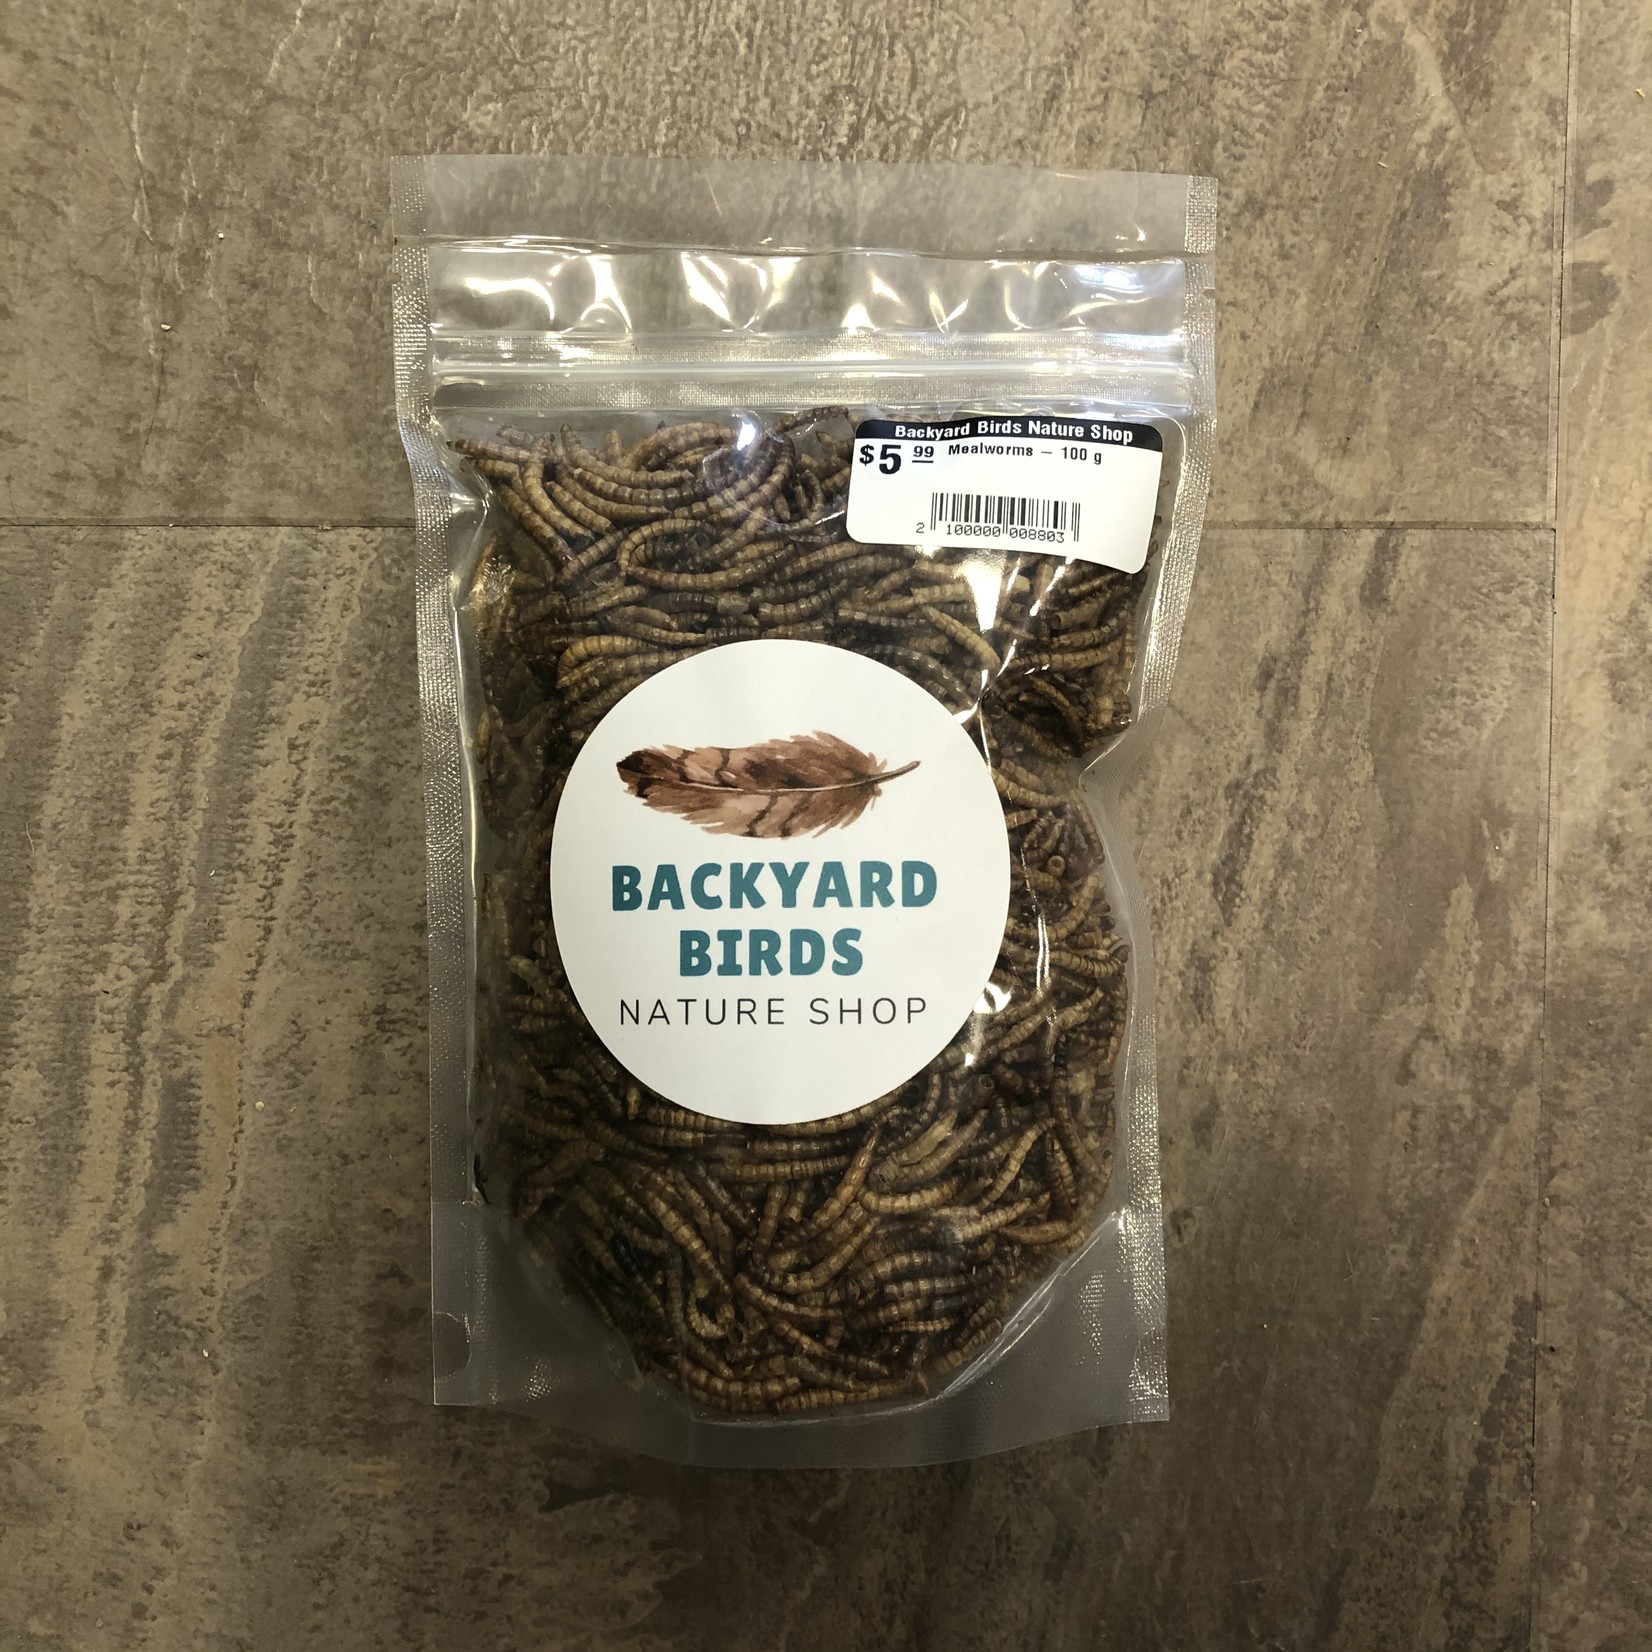 Backyard Birds Nature Shop
$5 99 Mealworms – 100 g
2 100000 008803
BACKYARD
BIRDS
NATURE SHOP